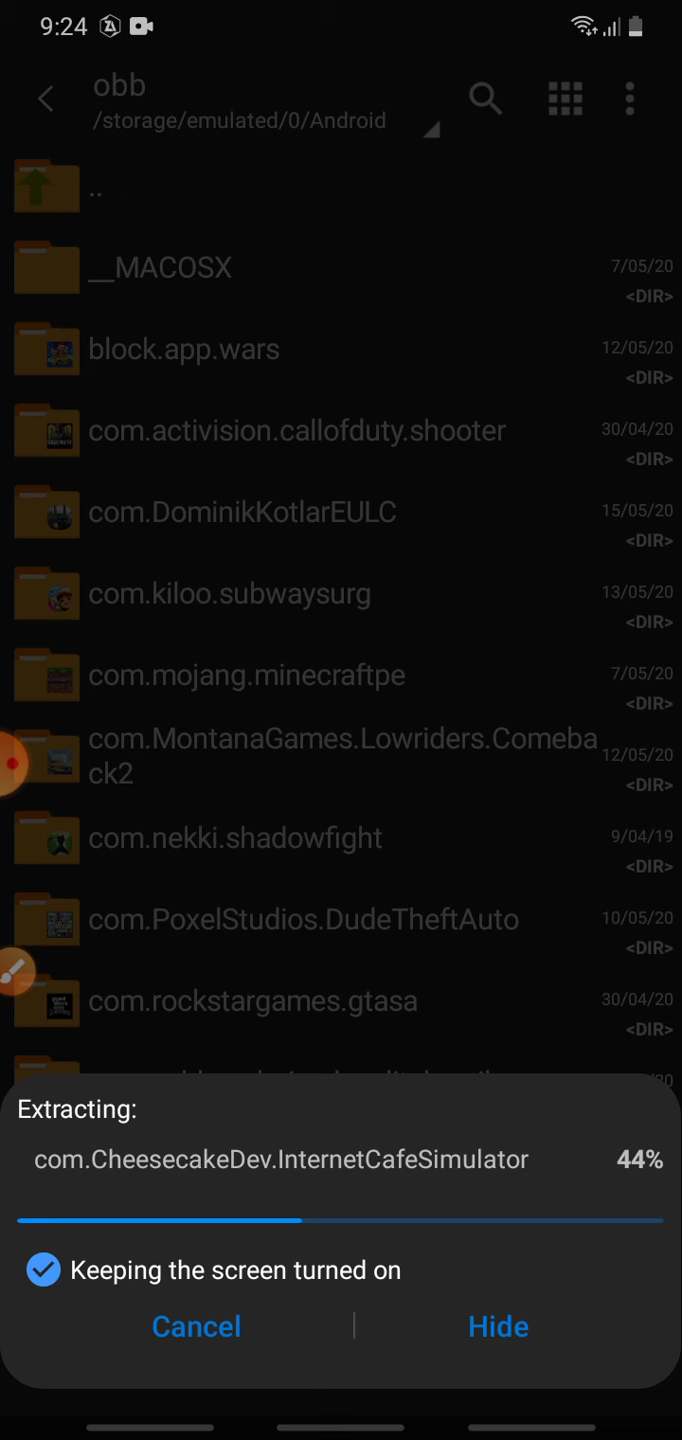 9:24
obb
/storage/emulated/0/Android
..
__MACOSX
7/05/20
<DIR>
block.app.wars
12/05/20
<DIR>
com.activision.callofduty.shooter
30/04/20
<DIR>
com.DominikKotlarEULC
15/05/20
<DIR>
com.kiloo.subwaysurg
13/05/20
<DIR>
com.mojang.minecraftpe
7/05/20
<DIR>
com.MontanaGames.Lowriders.Comeba
ck2
12/05/20
<DIR>
com.nekki.shadowfight
9/04/19
<DIR>
com.PoxelStudios.DudeTheftAuto
10/05/20
<DIR>
com.rockstargames.gtasa
30/04/20
<DIR>
Extracting:
com.CheesecakeDev.InternetCafeSimulator 44%
Keeping the screen turned on
Cancel
Hide